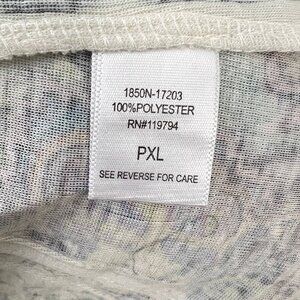 1850N-17203
100%POLYESTER
RN#119794
PXL
SEE REVERSE FOR CARE